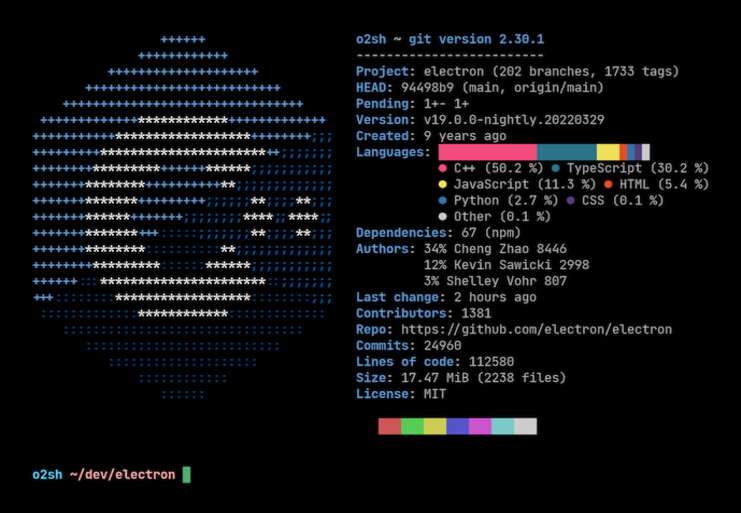 o2sh ~ git version 2.30.1
-------------------------
Project: electron (202 branches, 1733 tags)
HEAD: 94498b9 (main, origin/main)
Pending: 1+- 1+
Version: v19.0.0-nightly.20220329
Created: 9 years ago
Languages:
C++ (50.2 %) TypeScript (30.2 %)
JavaScript (11.3 %) HTML (5.4 %)
Python (2.7 %) CSS (0.1 %)
Other (0.1 %)
Dependencies: 67 (npm)
Authors: 34% Cheng Zhao 8446
12% Kevin Sawicki 2998
3% Shelley Vohr 807
Last change: 2 hours ago
Contributors: 1381
Repo: https://github.com/electron/electron
Commits: 24960
Lines of code: 112580
Size: 17.47 MiB (2238 files)
License: MIT
o2sh ~/dev/electron